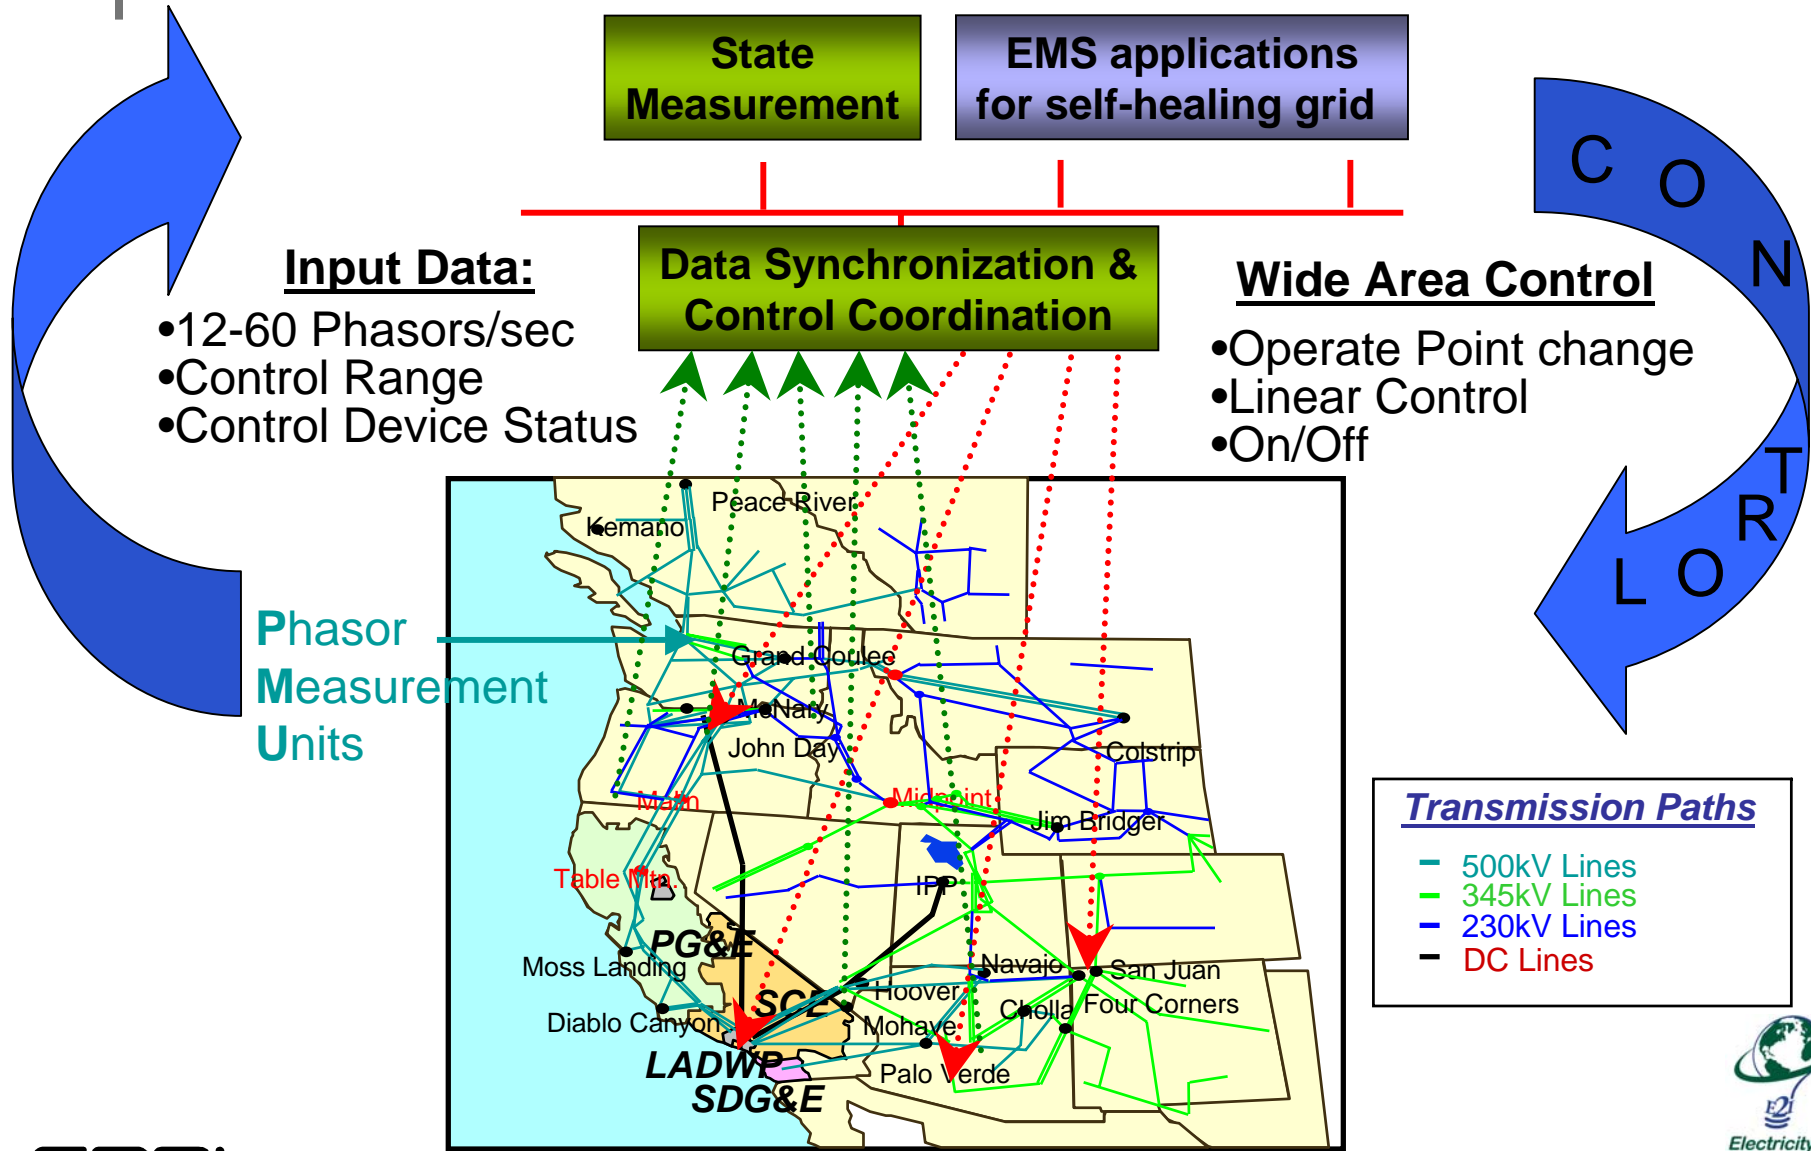 State
Measurement
EMS applications
for self-healing grid
C O N T R O L
Input Data:
•12-60 Phasors/sec
•Control Range
•Control Device Status
Data Synchronization &
Control Coordination
Wide Area Control
•Operate Point change
•Linear Control
•On/Off
Phasor
Measurement
Units
Peace River
Kemano
Grand Coulee
McNary
John Day
Colstrip
Malin
Midpoint
Jim Bridger
Table Mtn.
IPP
PG&E
Moss Landing
Navajo
San Juan
SCE
Hoover
Cholla
Four Corners
Diablo Canyon
Mohave
LADWP
Palo Verde
SDG&E
Transmission Paths
500kV Lines
345kV Lines
230kV Lines
DC Lines
E2I
Electricity